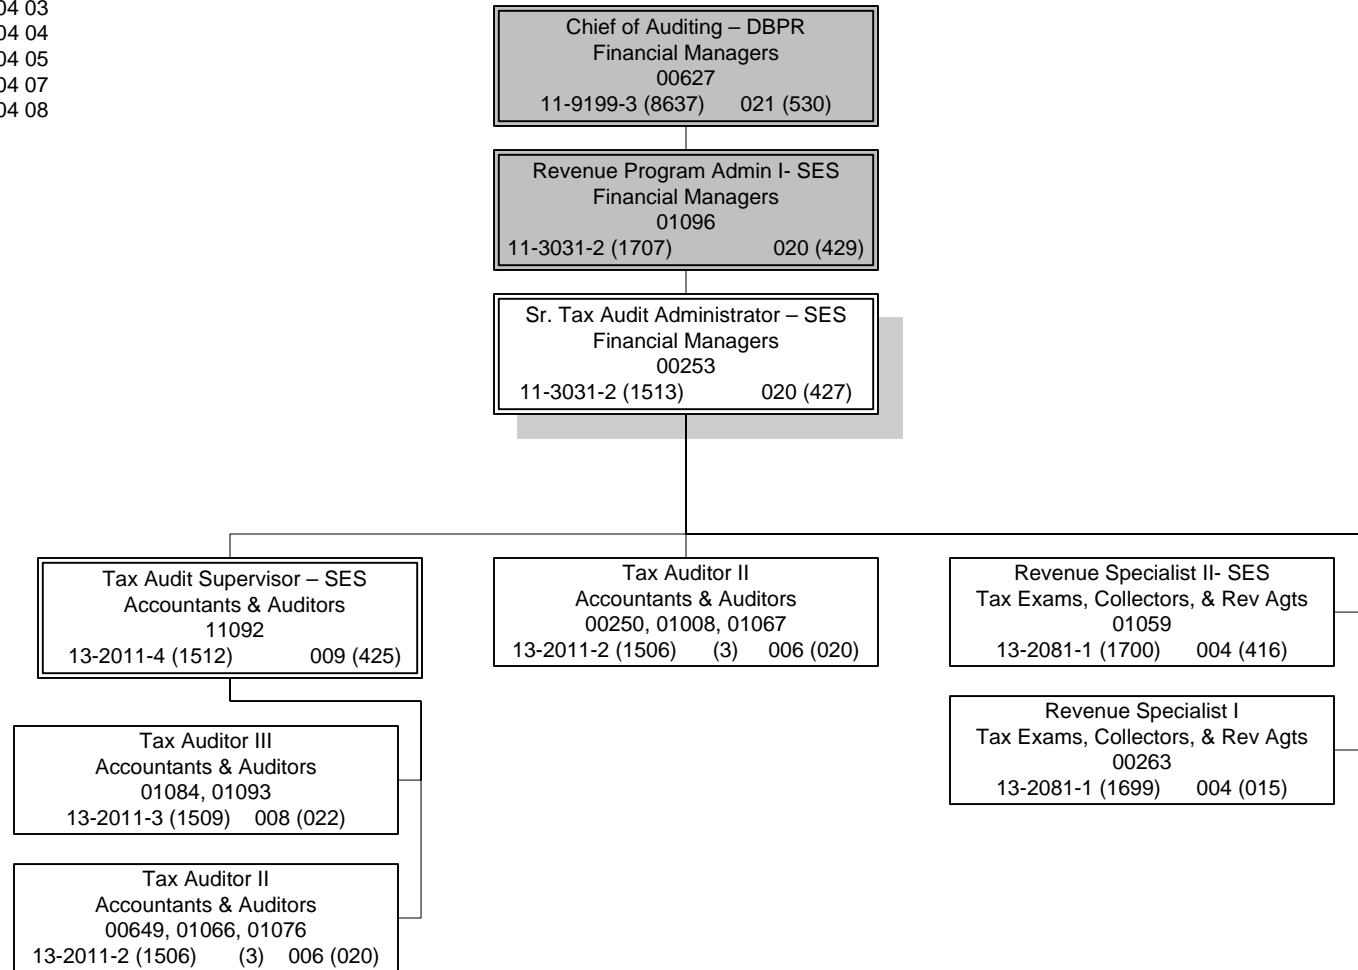 04 03
04 04
04 05
04 07
04 08
Chief of Auditing – DBPR
Financial Managers
00627
11-9199-3 (8637) 021 (530)
Revenue Program Admin I- SES
Financial Managers
01096
11-3031-2 (1707) 020 (429)
Sr. Tax Audit Administrator – SES
Financial Managers
00253
11-3031-2 (1513) 020 (427)
Tax Audit Supervisor – SES
Accountants & Auditors
11092
13-2011-4 (1512) 009 (425)
Tax Auditor III
Accountants & Auditors
01084, 01093
13-2011-3 (1509) 008 (022)
Tax Auditor II
Accountants & Auditors
00649, 01066, 01076
13-2011-2 (1506) (3) 006 (020)
Tax Auditor II
Accountants & Auditors
00250, 01008, 01067
13-2011-2 (1506) (3) 006 (020)
Revenue Specialist II- SES
Tax Exams, Collectors, & Rev Agts
01059
13-2081-1 (1700) 004 (416)
Revenue Specialist I
Tax Exams, Collectors, & Rev Agts
00263
13-2081-1 (1699) 004 (015)